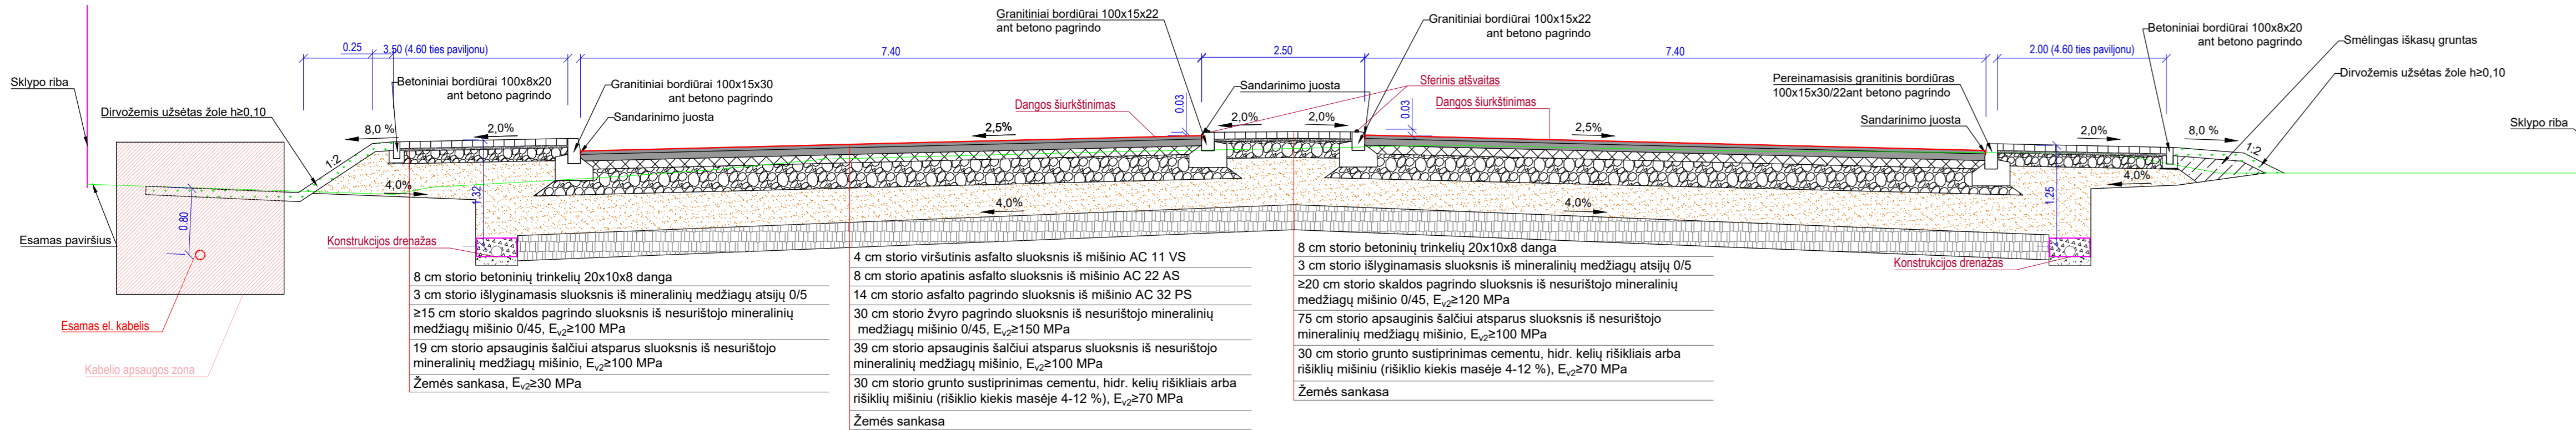 Granitiniai bordiūrai 100x15x22
ant betono pagrindo
Granitiniai bordiūrai 100x15x22
ant betono pagrindo
Betoniniai bordiūrai 100x8x20
ant betono pagrindo
Smėlingas iškasų gruntas
0.25
3.50 (4.60 ties paviljonu)
7.40
2.50
7.40
2.00 (4.60 ties paviljonu)
Sklypo riba
Betoniniai bordiūrai 100x8x20
ant betono pagrindo
Granitiniai bordiūrai 100x15x30
ant betono pagrindo
Sandarinimo juosta
Sferinis atšvaitas
Pereinamasisis granitinis bordiūras
100x15x30/22ant betono pagrindo
Dirvožemis užsėtas žole h≥0,10
Dirvožemis užsėtas žole h≥0,10
Sandarinimo juosta
Dangos šiurkštinimas
0.03
0.03
Dangos šiurkštinimas
Sandarinimo juosta
Sklypo riba
8,0 %
2,0%
2,5%
2,0%
2,0%
2,5%
2,0%
8,0 %
1:2
1:2
4,0%
1.32
4,0%
4,0%
1.25
4,0%
0.80
Esamas paviršius
Konstrukcijos drenažas
Konstrukcijos drenažas
Esamas el. kabelis
Kabelio apsaugos zona
8 cm storio betoninių trinkelių 20x10x8 danga
3 cm storio išlyginamasis sluoksnis iš mineralinių medžiagų atsijų 0/5
≥15 cm storio skaldos pagrindo sluoksnis iš nesurištojo mineralinių
medžiagų mišinio 0/45, Ev2≥100 MPa
19 cm storio apsauginis šalčiui atsparus sluoksnis iš nesurištojo
mineralinių medžiagų mišinio, Ev2≥100 MPa
Žemės sankasa, Ev2≥30 MPa
4 cm storio viršutinis asfalto sluoksnis iš mišinio AC 11 VS
8 cm storio apatinis asfalto sluoksnis iš mišinio AC 22 AS
14 cm storio asfalto pagrindo sluoksnis iš mišinio AC 32 PS
30 cm storio žvyro pagrindo sluoksnis iš nesurištojo mineralinių
medžiagų mišinio 0/45, Ev2≥150 MPa
39 cm storio apsauginis šalčiui atsparus sluoksnis iš nesurištojo
mineralinių medžiagų mišinio, Ev2≥100 MPa
30 cm storio grunto sustiprinimas cementu, hidr. kelių rišikliais arba
rišiklių mišiniu (rišiklio kiekis masėje 4-12 %), Ev2≥70 MPa
Žemės sankasa
8 cm storio betoninių trinkelių 20x10x8 danga
3 cm storio išlyginamasis sluoksnis iš mineralinių medžiagų atsijų 0/5
≥20 cm storio skaldos pagrindo sluoksnis iš nesurištojo mineralinių
medžiagų mišinio 0/45, Ev2≥120 MPa
75 cm storio apsauginis šalčiui atsparus sluoksnis iš nesurištojo
mineralinių medžiagų mišinio, Ev2≥100 MPa
30 cm storio grunto sustiprinimas cementu, hidr. kelių rišikliais arba
rišiklių mišiniu (rišiklio kiekis masėje 4-12 %), Ev2≥70 MPa
Žemės sankasa